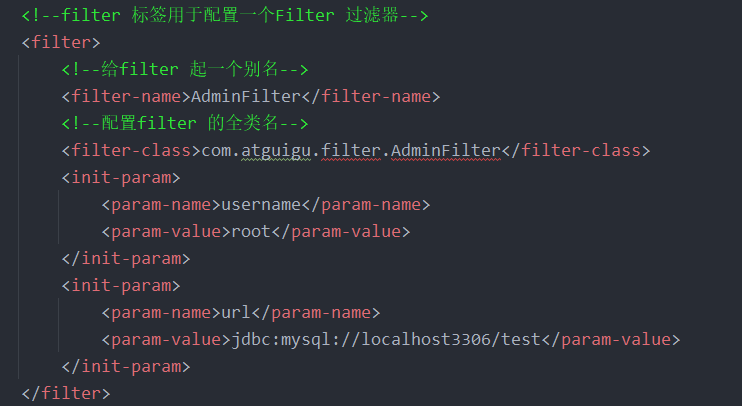 <!--filter 标签用于配置一个Filter 过滤器-->
<filter>
<!--给filter 起一个别名-->
<filter-name>AdminFilter</filter-name>
<!--配置filter 的全类名-->
<filter-class>com.atguigu.filter.AdminFilter</filter-class>
<init-param>
<param-name>username</param-name>
<param-value>root</param-value>
</init-param>
<init-param>
<param-name>url</param-name>
<param-value>jdbc:mysql://localhost3306/test</param-value>
</init-param>
</filter>